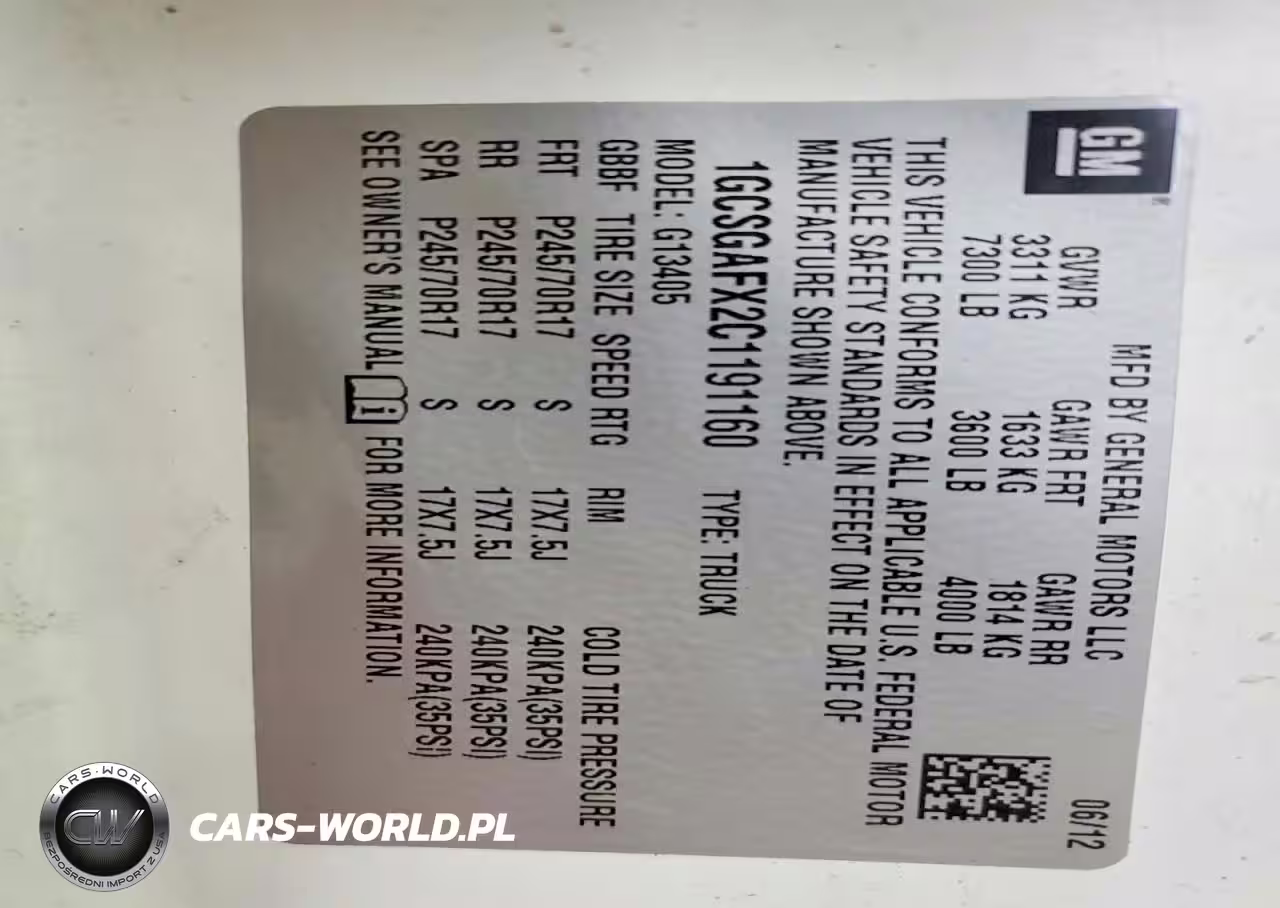 GM
MFD BY GENERAL MOTORS LLC 06/12
GVWR GAWR FRT GAWR RR
3311 KG 1633 KG 1814 KG
7300 LB 3600 LB 4000 LB
THIS VEHICLE CONFORMS TO ALL APPLICABLE U.S. FEDERAL MOTOR
VEHICLE SAFETY STANDARDS IN EFFECT ON THE DATE OF
MANUFACTURE SHOWN ABOVE.
1GCSGAFX2C1191160 TYPE: TRUCK
MODEL: G13405
GBBF TIRE SIZE SPEED RTG RIM COLD TIRE PRESSURE
FRT P245/70R17 S 17X7.5J 240KPA(35PSI)
RR P245/70R17 S 17X7.5J 240KPA(35PSI)
SPA P245/70R17 S 17X7.5J 240KPA(35PSI)
SEE OWNER'S MANUAL i FOR MORE INFORMATION.
CARS-WORLD
CW
BEZPOŚREDNI IMPORT Z USA
CARS-WORLD.PL